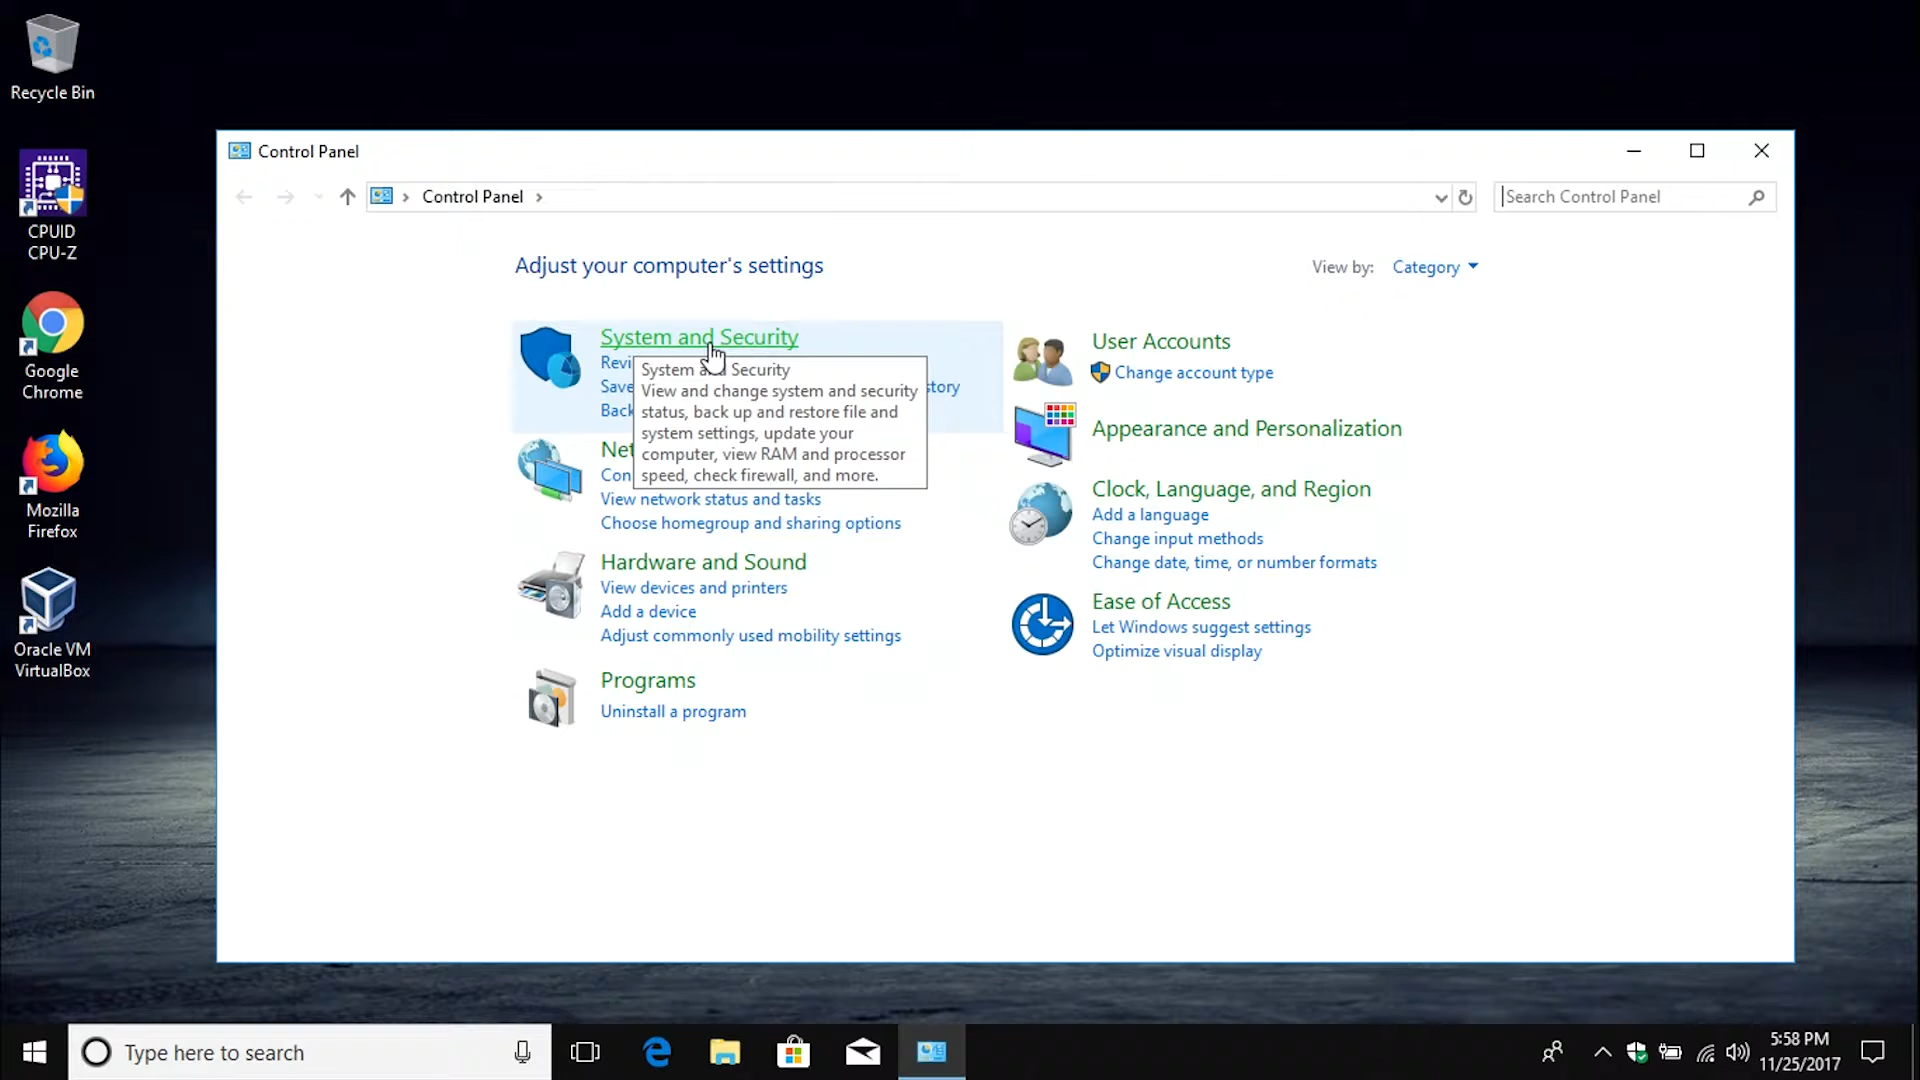 Recycle Bin
CPUID
CPU-Z
Google
Chrome
Mozilla
Firefox
Oracle VM
VirtualBox
Control Panel
Control Panel
Search Control Panel
Adjust your computer's settings
View by: Category
System and Security
Revi
Save
story
Back
System and Security
View and change system and security
status, back up and restore file and
system settings, update your
computer, view RAM and processor
speed, check firewall, and more.
Net
Con
View network status and tasks
Choose homegroup and sharing options
Hardware and Sound
View devices and printers
Add a device
Adjust commonly used mobility settings
Programs
Uninstall a program
User Accounts
Change account type
Appearance and Personalization
Clock, Language, and Region
Add a language
Change input methods
Change date, time, or number formats
Ease of Access
Let Windows suggest settings
Optimize visual display
Type here to search
5:58 PM
11/25/2017